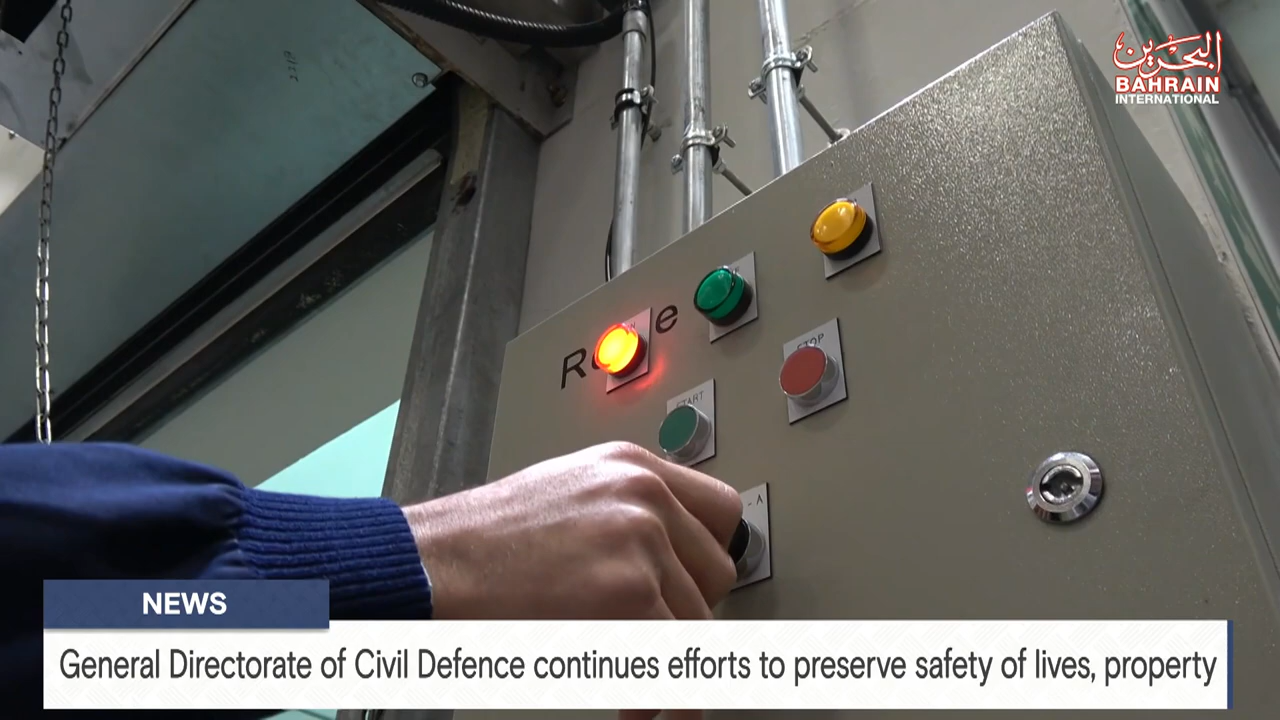 البحرين
BAHRAIN
INTERNATIONAL
STOP
START
- A
NEWS
General Directorate of Civil Defence continues efforts to preserve safety of lives, property